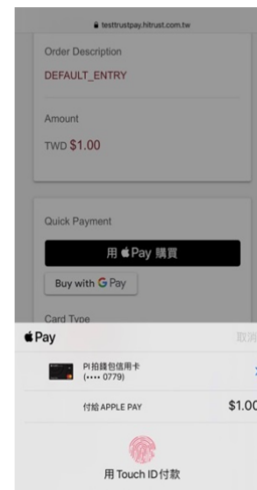 testtrustpay.hitrust.com.tw
Order Description
DEFAULT_ENTRY
Amount
TWD $1.00
Quick Payment
用 Pay 購買
Buy with G Pay
Card Type
Pay 取消
PI拍錢包信用卡
(•••• 0779)
付給 APPLE PAY $1.00
用 Touch ID 付款